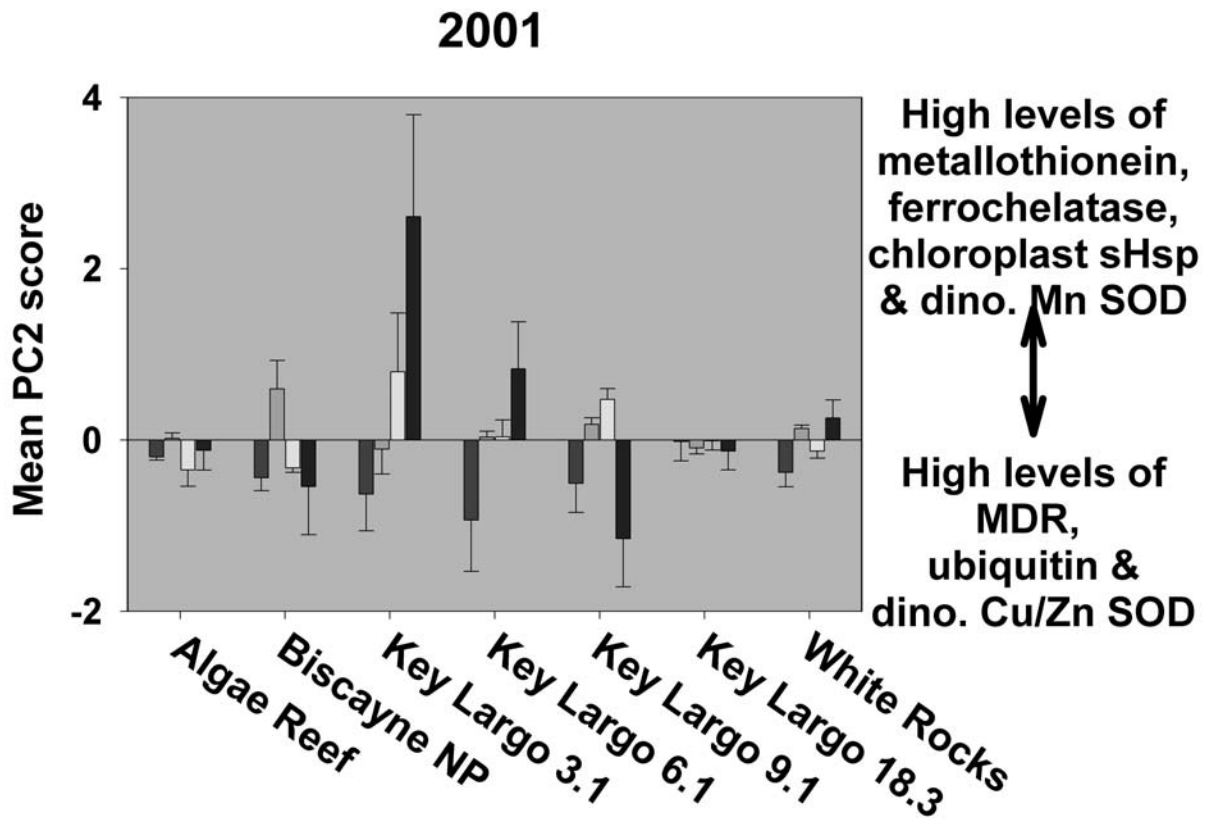 2001
Mean PC2 score
4
2
0
-2
Algae Reef
Biscayne NP
Key Largo 3.1
Key Largo 6.1
Key Largo 9.1
Key Largo 18.3
White Rocks
High levels of
metallothionein,
ferrochelatase,
chloroplast sHsp
& dino. Mn SOD
High levels of
MDR,
ubiquitin &
dino. Cu/Zn SOD